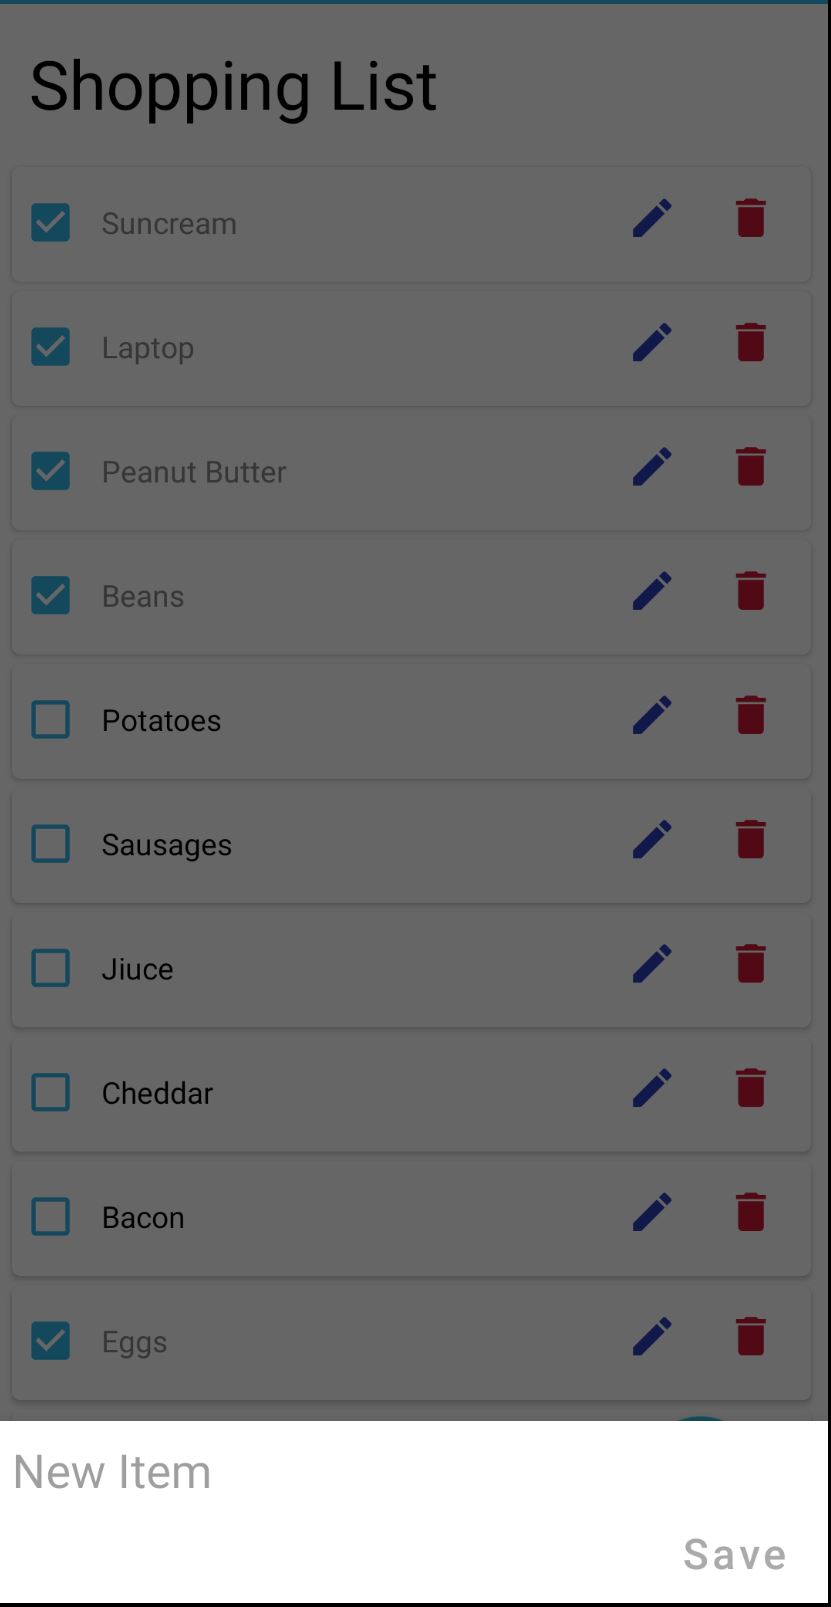 Shopping List
Suncream
Laptop
Peanut Butter
Beans
Potatoes
Sausages
Jiuce
Cheddar
Bacon
Eggs
New Item
Save